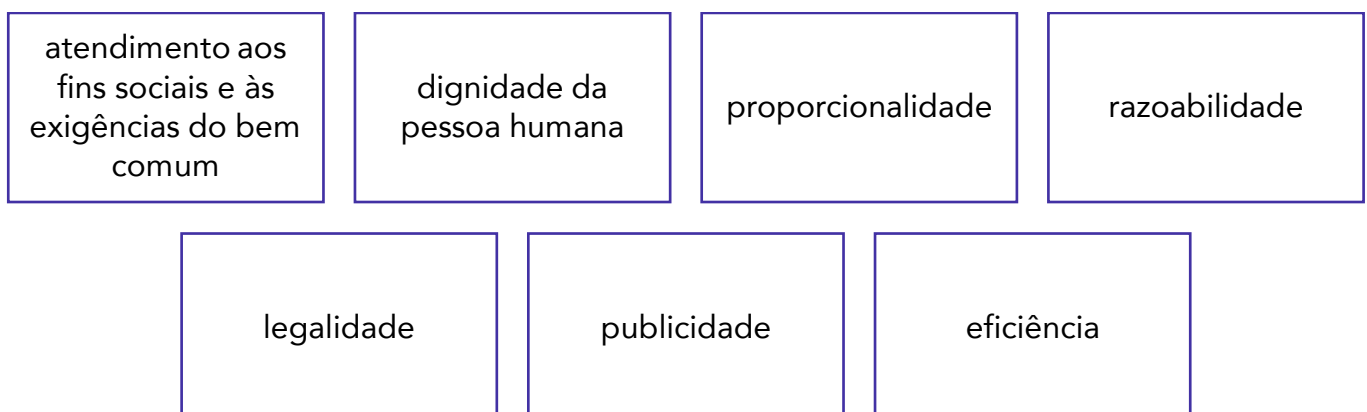 atendimento aos
fins sociais e às
exigências do bem
comum
dignidade da
pessoa humana
proporcionalidade
razoabilidade
legalidade
publicidade
eficiência